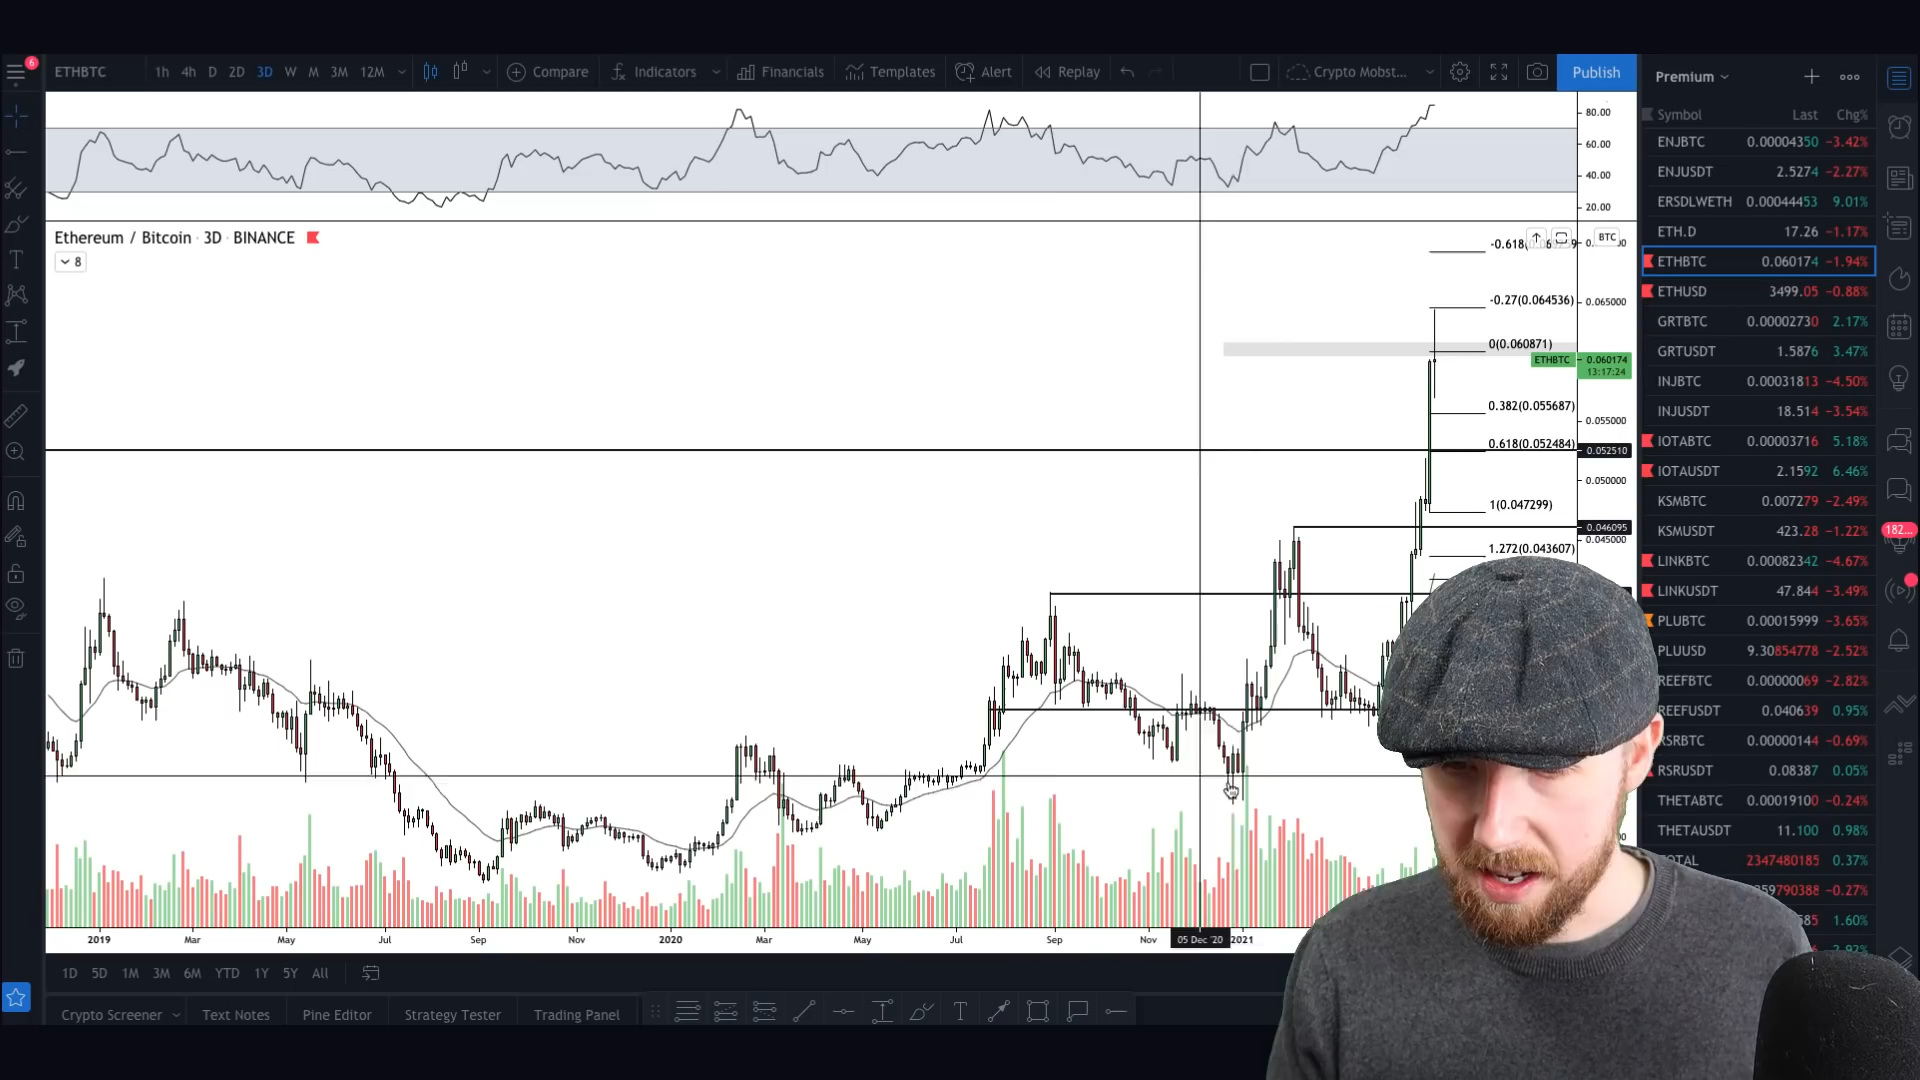 6
ETHBTC 1h 4h D 2D 3D W M 3M 12M Compare Indicators Financials Templates Alert Replay Crypto Mobst... Publish
Premium
Symbol Last Chg%
80.00
60.00
40.00
20.00
Ethereum / Bitcoin · 3D · BINANCE
8
BTC
-0.27(0.064536) 0.065000
0(0.060871)
ETHBTC 0.060174
13:17:24
0.382(0.055687) 0.055000
0.618(0.052484) 0.052510
0.050000
1(0.047299)
0.046095
0.045000
1.272(0.043607)
ENJBTC 0.00004350 −3.42%
ENJUSDT 2.5274 −2.27%
ERSDLWETH 0.00044453 9.01%
ETH.D 17.26 −1.17%
ETHBTC 0.060174 −1.94%
ETHUSD 3499.05 −0.88%
GRTBTC 0.00002730 2.17%
GRTUSDT 1.5876 3.47%
INJBTC 0.00031813 −4.50%
INJUSDT 18.514 −3.54%
IOTABTC 0.00003716 5.18%
IOTAUSDT 2.1592 6.46%
KSMBTC 0.007279 −2.49%
KSMUSDT 423.28 −1.22%
LINKBTC 0.00082342 −4.67%
LINKUSDT 47.844 −3.49%
PLUBTC 0.00015999 −3.65%
PLUUSD 9.30854778 −2.52%
REEFBTC 0.00000069 −2.82%
REEFUSDT 0.040639 0.95%
RSRBTC 0.00000144 −0.69%
RSRUSDT 0.08387 0.05%
THETABTC 0.00019100 −0.24%
THETAUSDT 11.100 0.98%
TOTAL 2347480185 0.37%
−0.27%
1.60%
182...
2019 Mar May Jul Sep Nov 2020 Mar May Jul Sep Nov 05 Dec '20 2021
1D 5D 1M 3M 6M YTD 1Y 5Y All
Crypto Screener Text Notes Pine Editor Strategy Tester Trading Panel